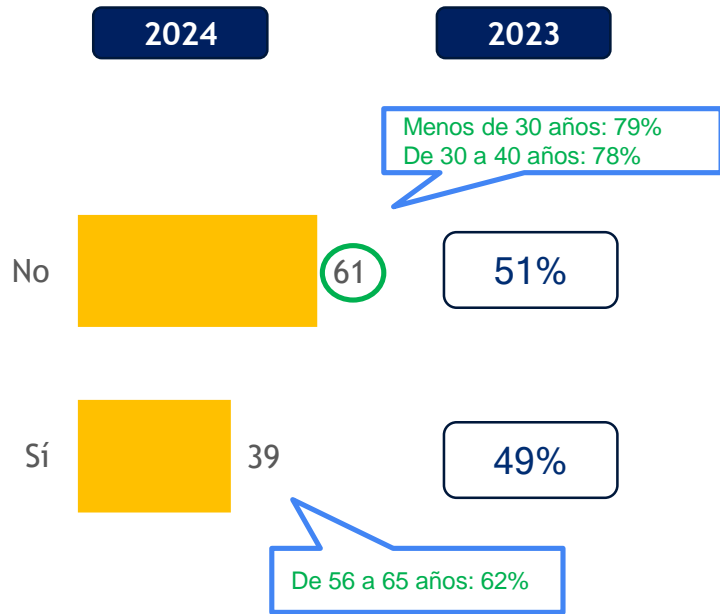 2024
2023
Menos de 30 años: 79%
De 30 a 40 años: 78%
No
61
51%
Sí
39
49%
De 56 a 65 años: 62%